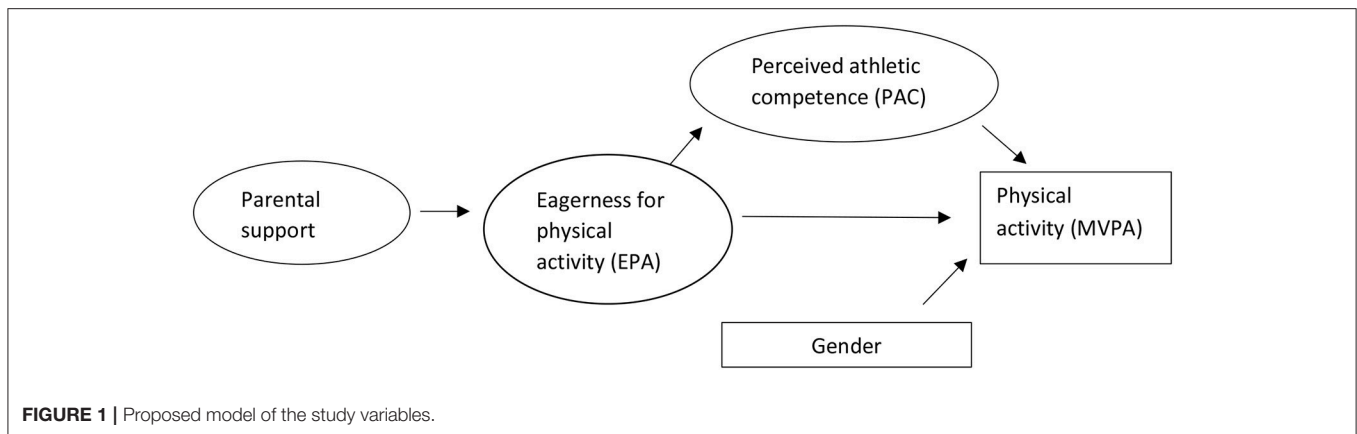 Perceived athletic
competence (PAC)
Parental
support
Eagerness for
physical
activity (EPA)
Physical
activity (MVPA)
Gender
FIGURE 1 | Proposed model of the study variables.